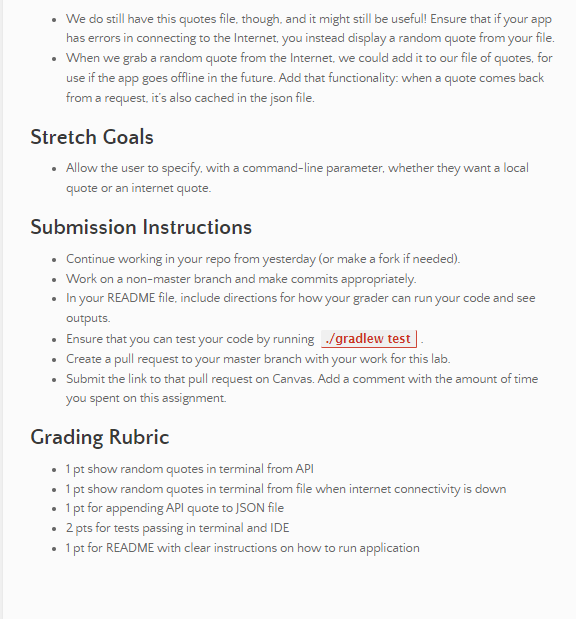 • We do still have this quotes file, though, and it might still be useful! Ensure that if your app
has errors in connecting to the Internet, you instead display a random quote from your file.
• When we grab a random quote from the Internet, we could add it to our file of quotes, for
use if the app goes offline in the future. Add that functionality: when a quote comes back
from a request, it's also cached in the json file.
Stretch Goals
• Allow the user to specify, with a command-line parameter, whether they want a local
quote or an internet quote.
Submission Instructions
• Continue working in your repo from yesterday (or make a fork if needed).
• Work on a non-master branch and make commits appropriately.
• In your README file, include directions for how your grader can run your code and see
outputs.
• Ensure that you can test your code by running ./gradlew test .
• Create a pull request to your master branch with your work for this lab.
• Submit the link to that pull request on Canvas. Add a comment with the amount of time
you spent on this assignment.
Grading Rubric
• 1 pt show random quotes in terminal from API
• 1 pt show random quotes in terminal from file when internet connectivity is down
• 1 pt for appending API quote to JSON file
• 2 pts for tests passing in terminal and IDE
• 1 pt for README with clear instructions on how to run application